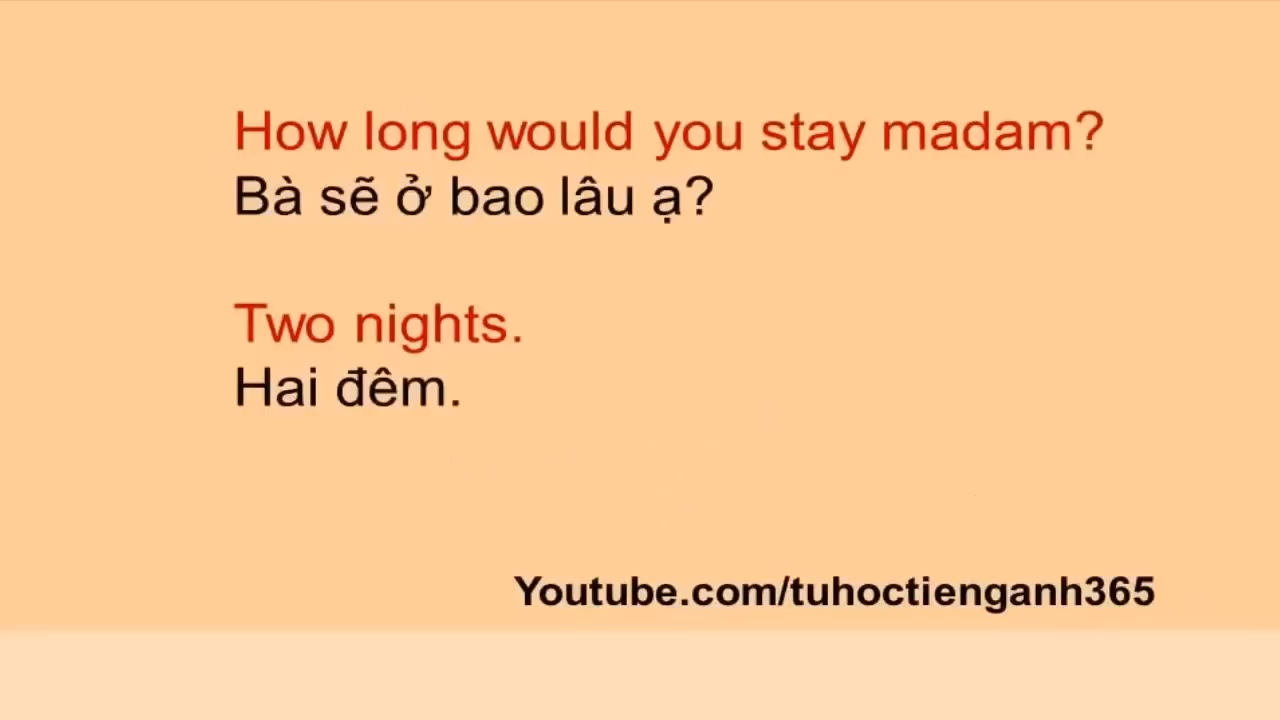 How long would you stay madam?
Bà sẽ ở bao lâu ạ?
Two nights.
Hai đêm.
Youtube.com/tuhoctienganh365